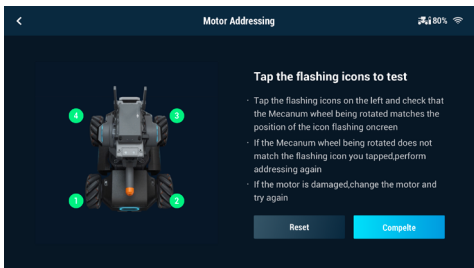 Motor Addressing
80%
Tap the flashing icons to test
· Tap the flashing icons on the left and check that
the Mecanum wheel being rotated matches the
position of the icon flashing onscreen
· If the Mecanum wheel being rotated does not
match the flashing icon you tapped,perform
addressing again
· If the motor is damaged,change the motor and
try again
4
3
1
2
Reset
Compelte